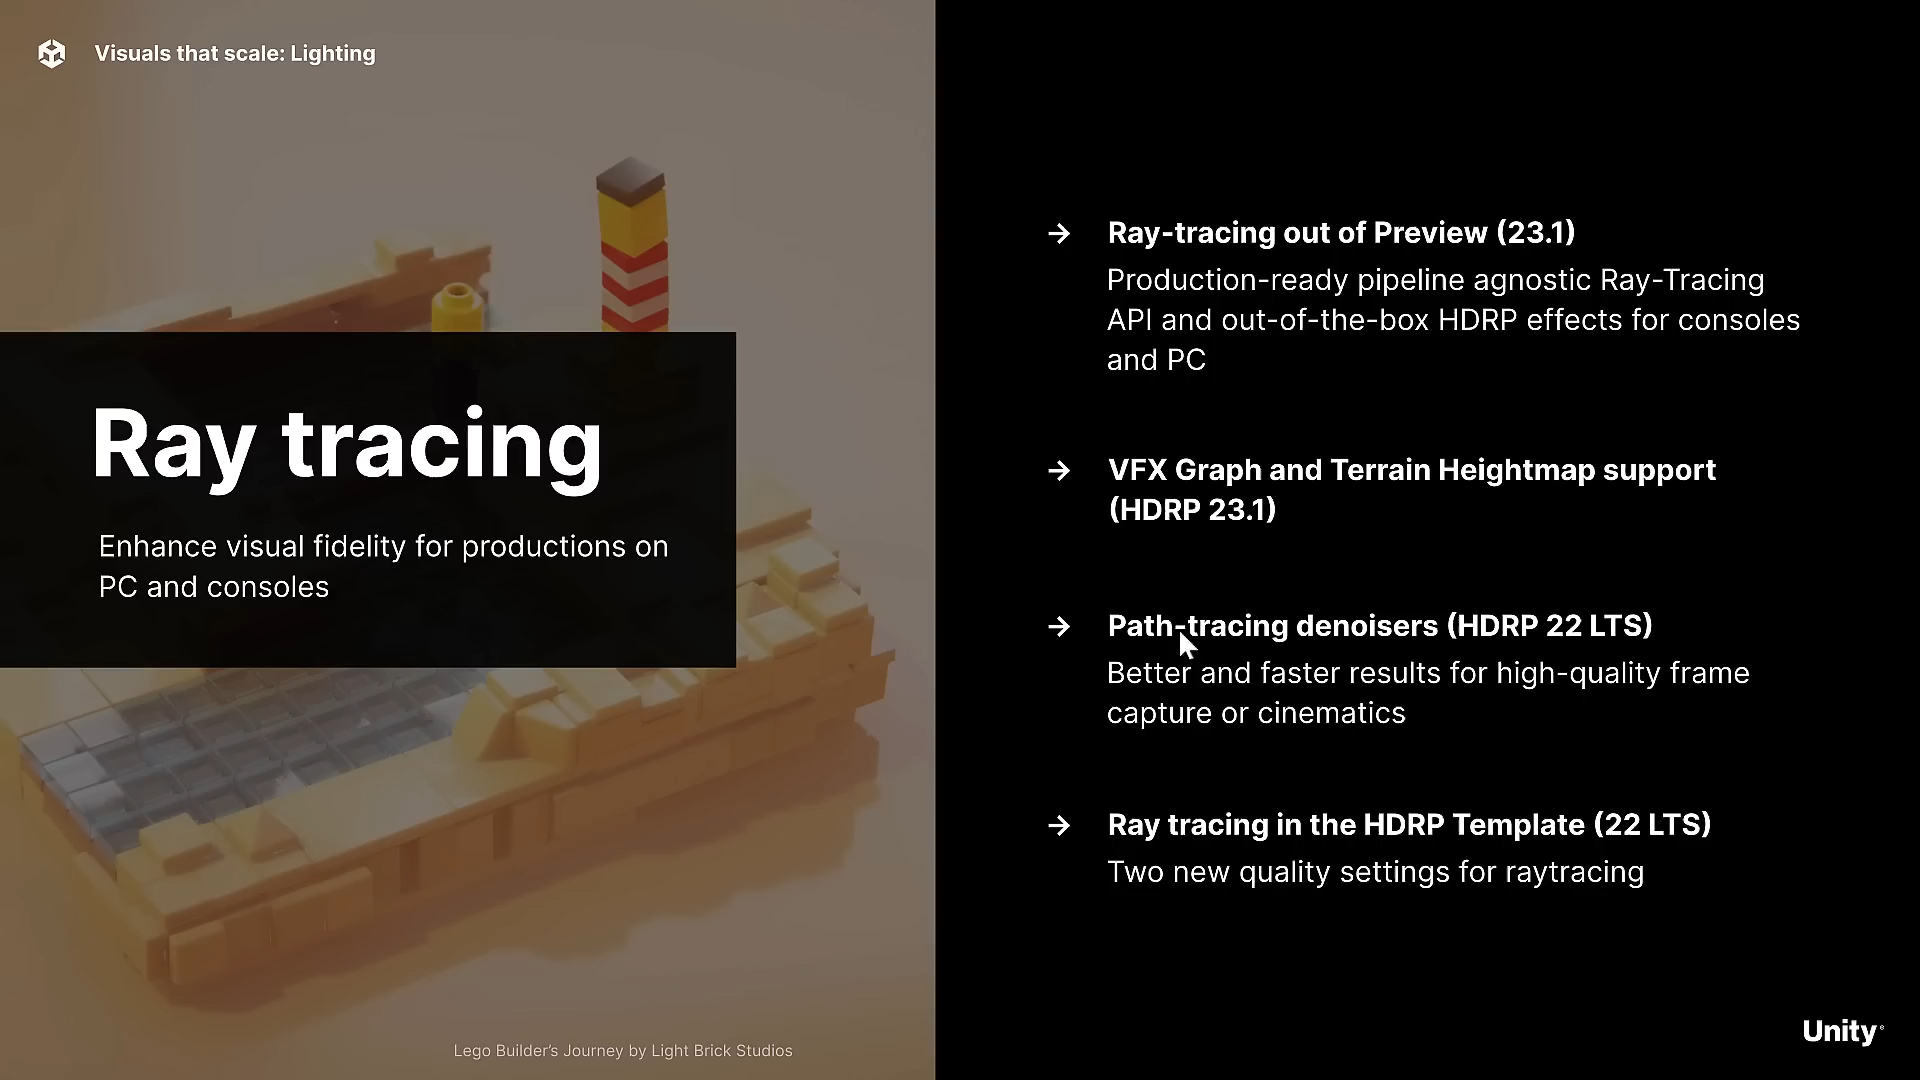 Visuals that scale: Lighting
Ray tracing
Enhance visual fidelity for productions on
PC and consoles
Lego Builder's Journey by Light Brick Studios
→ Ray-tracing out of Preview (23.1)
Production-ready pipeline agnostic Ray-Tracing
API and out-of-the-box HDRP effects for consoles
and PC
→ VFX Graph and Terrain Heightmap support
(HDRP 23.1)
→ Path-tracing denoisers (HDRP 22 LTS)
Better and faster results for high-quality frame
capture or cinematics
→ Ray tracing in the HDRP Template (22 LTS)
Two new quality settings for raytracing
Unity